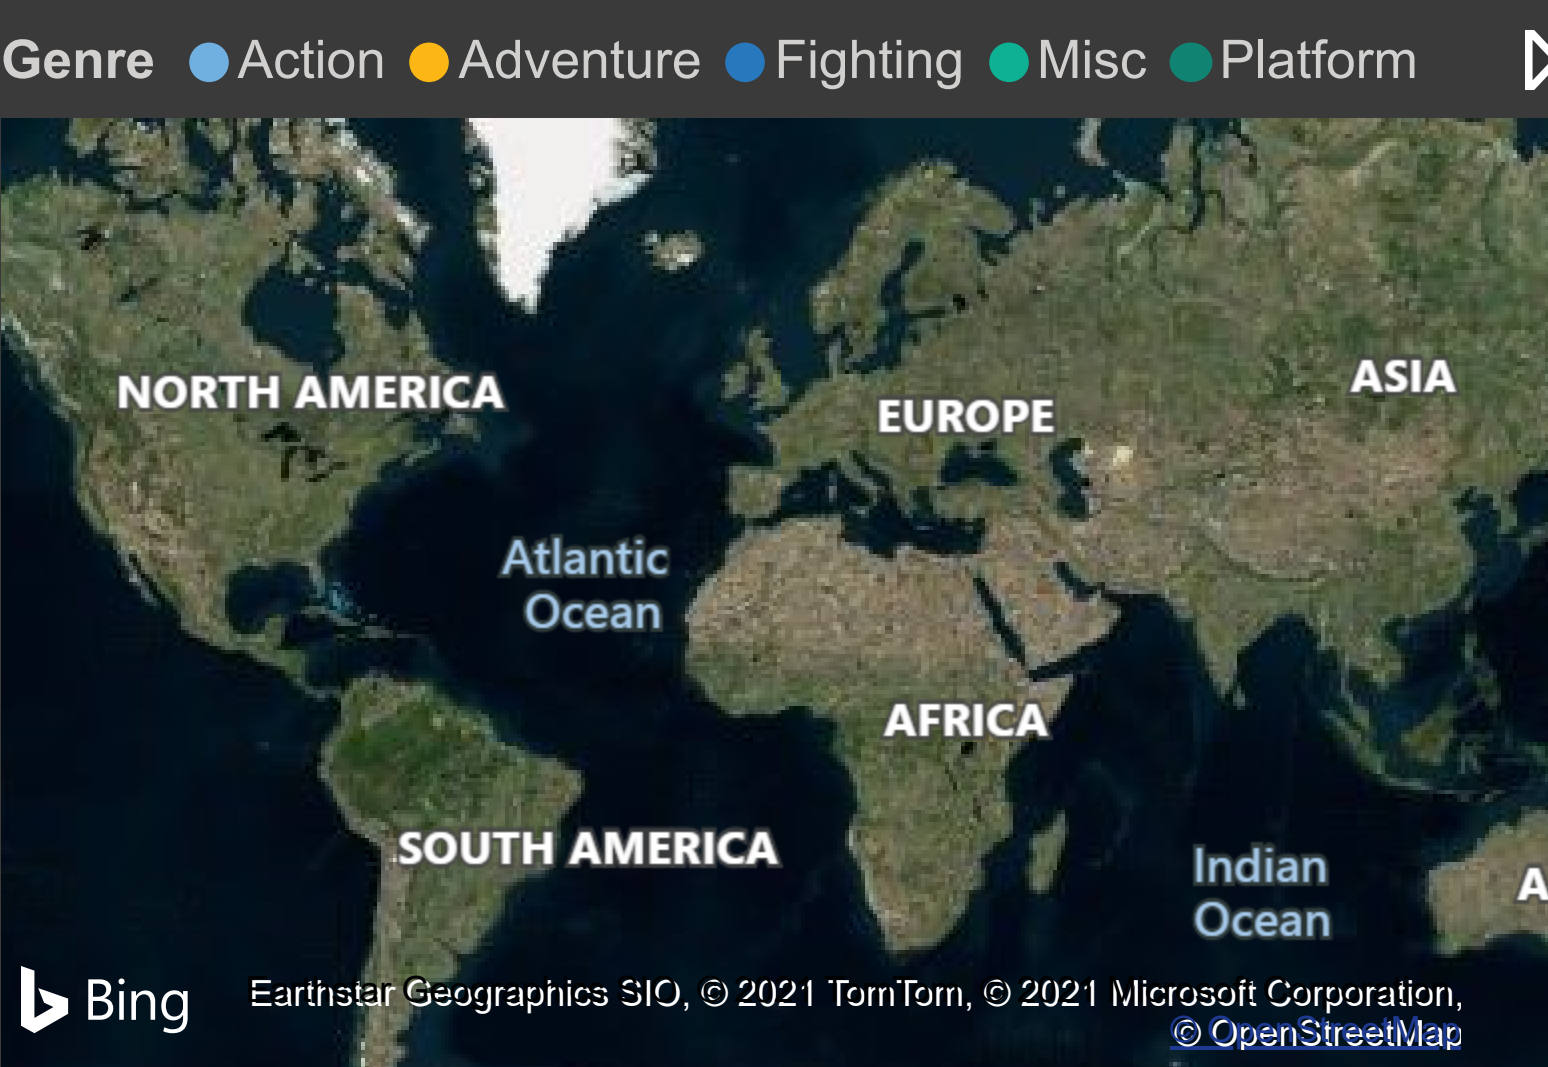 Genre Action Adventure Fighting Misc Platform
NORTH AMERICA
EUROPE
ASIA
Atlantic
Ocean
AFRICA
SOUTH AMERICA
Indian
Ocean
Bing
Earthstar Geographics SIO, © 2021 TomTom, © 2021 Microsoft Corporation,
© OpenStreetMap